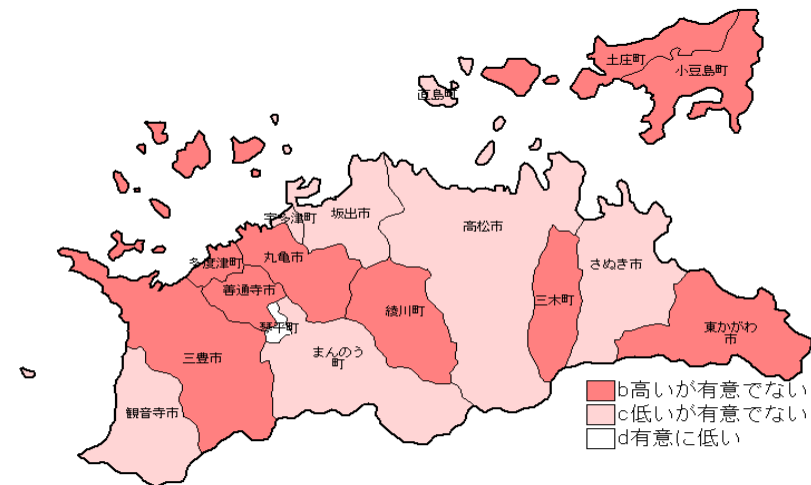 土庄町
小豆島町
直島町
宇多津町
坂出市
高松市
多度津町
丸亀市
さぬき市
善通寺市
綾川町
三木町
琴平町
東かがわ
市
三豊市
まんのう
町
観音寺市
b高いが有意でない
c低いが有意でない
d有意に低い